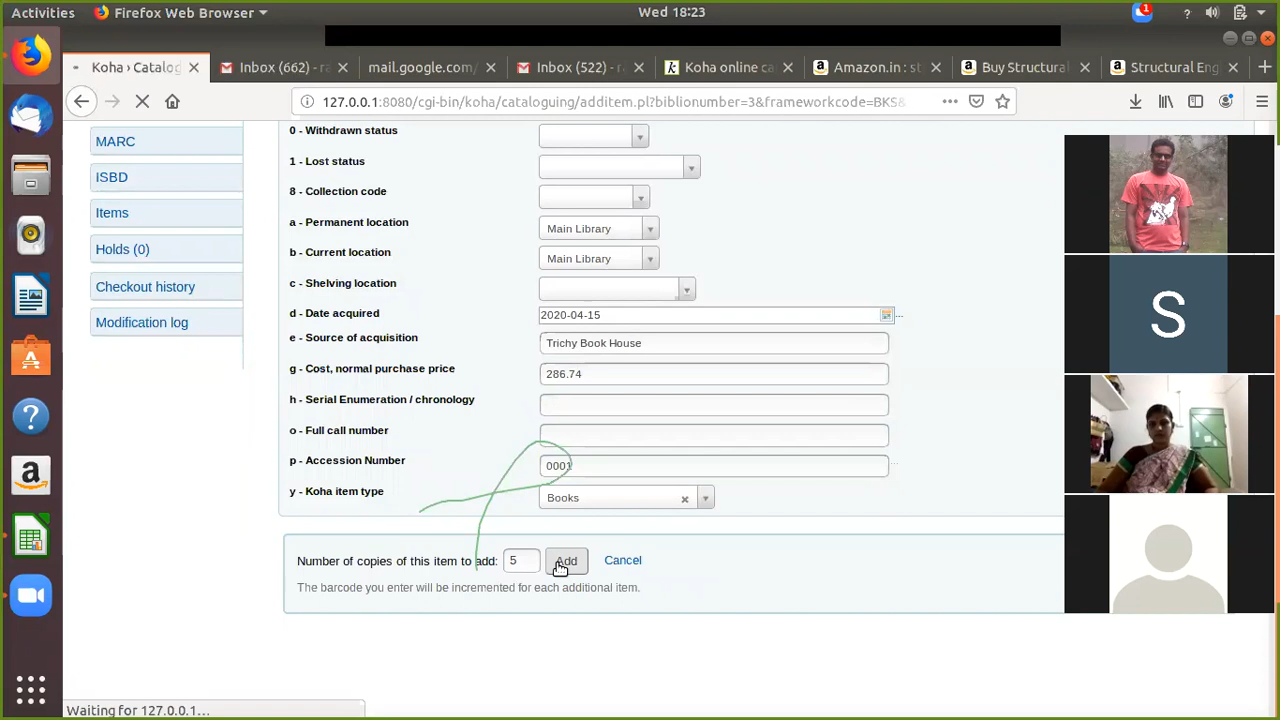 Activities Firefox Web Browser Wed 18:23 1 ?
Koha › Catalog Inbox (662) - ra mail.google.com/ Inbox (522) - ra Koha online ca Amazon.in : st Buy Structural Structural Eng
127.0.0.1:8080/cgi-bin/koha/cataloguing/additem.pl?biblionumber=3&frameworkcode=BKS&
MARC
ISBD
Items
Holds (0)
Checkout history
Modification log
0 - Withdrawn status
1 - Lost status
8 - Collection code
a - Permanent location Main Library
b - Current location Main Library
c - Shelving location
d - Date acquired 2020-04-15 ...
e - Source of acquisition Trichy Book House
g - Cost, normal purchase price 286.74
h - Serial Enumeration / chronology
o - Full call number
p - Accession Number 0001 ...
y - Koha item type Books
Number of copies of this item to add: 5 Add Cancel
The barcode you enter will be incremented for each additional item.
S
Waiting for 127.0.0.1...